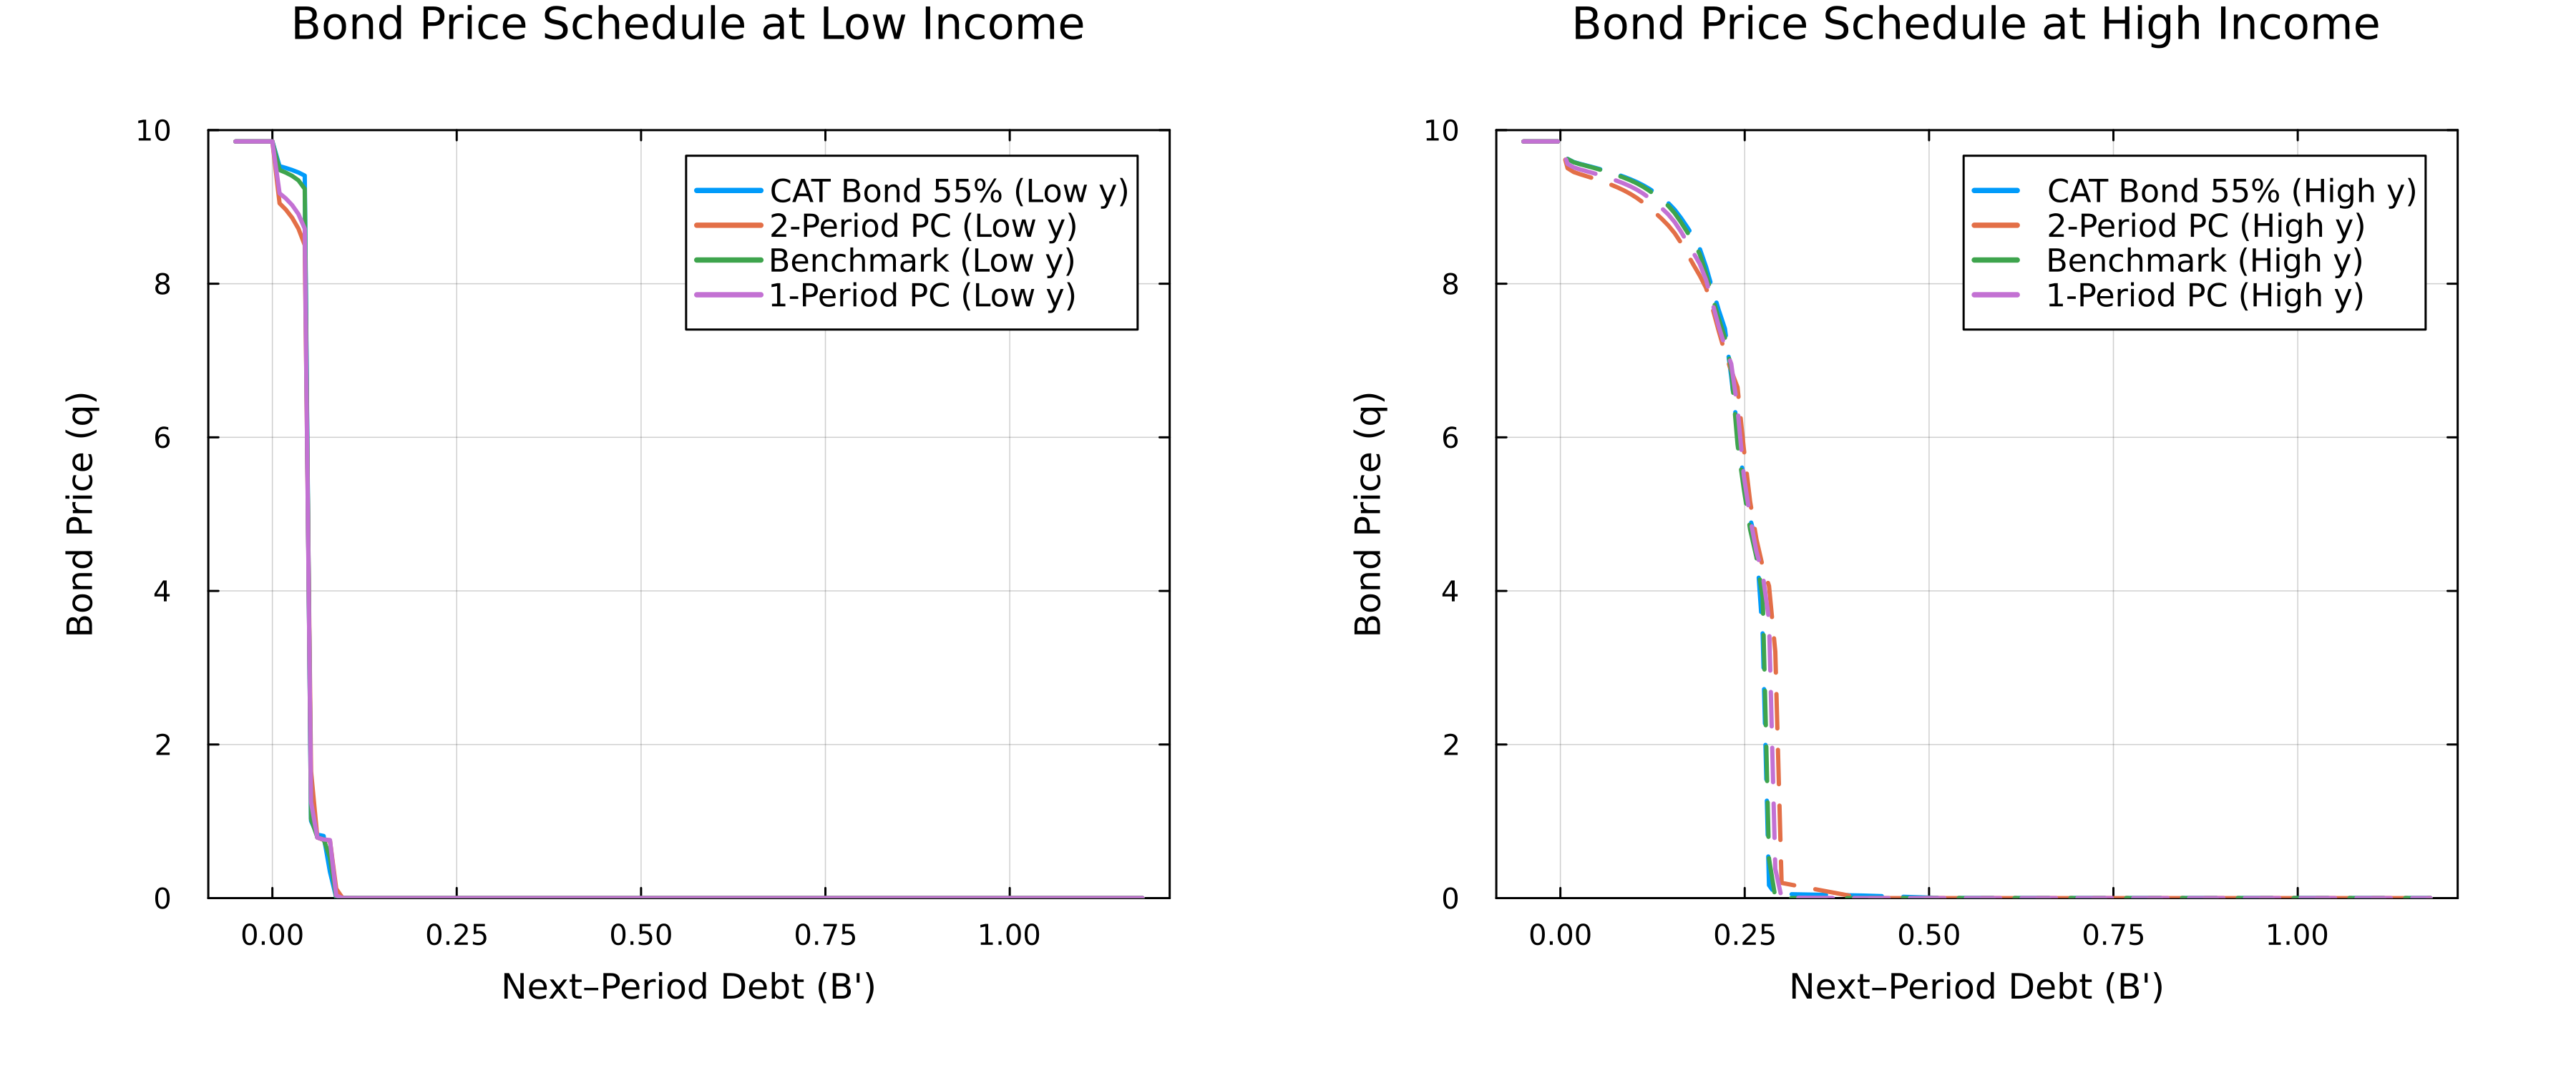 Bond Price Schedule at Low Income
10
8
6
4
2
0
Bond Price (q)
CAT Bond 55% (Low y)
2-Period PC (Low y)
Benchmark (Low y)
1-Period PC (Low y)
0.00 0.25 0.50 0.75 1.00
Next–Period Debt (B')
Bond Price Schedule at High Income
10
8
6
4
2
0
Bond Price (q)
CAT Bond 55% (High y)
2-Period PC (High y)
Benchmark (High y)
1-Period PC (High y)
0.00 0.25 0.50 0.75 1.00
Next–Period Debt (B')